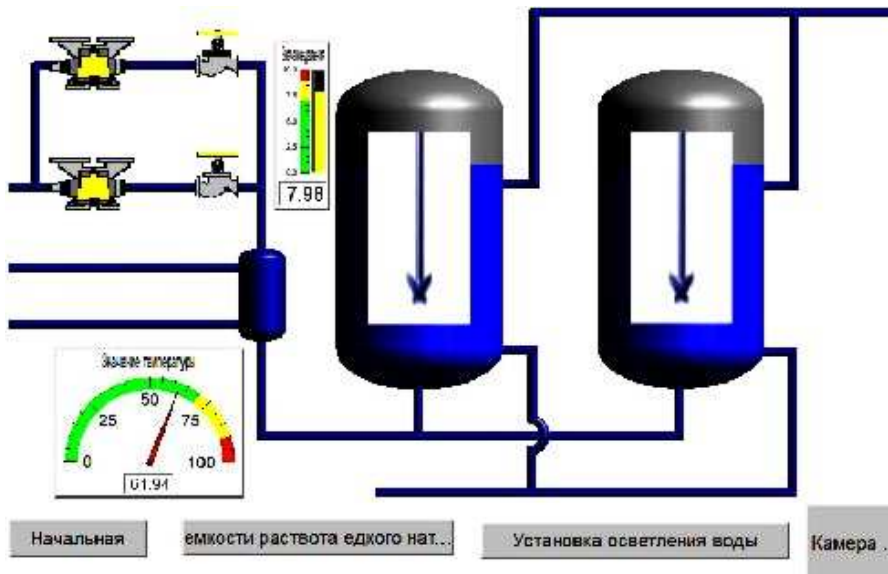 7.98
Значение температуры
0
25
50
75
100
61.94
Начальная
емкости раствота едкого нат...
Установка осветления воды
Камера .